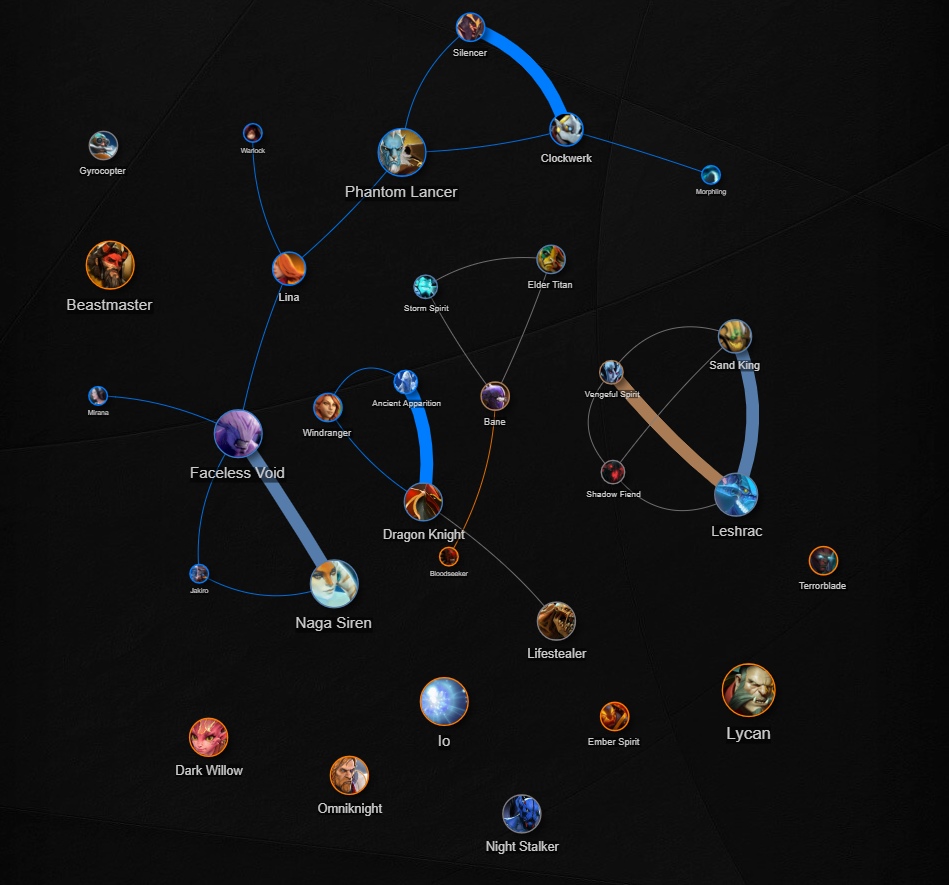 Silencer
Gyrocopter
Warlock
Phantom Lancer
Clockwerk
Morphling
Beastmaster
Lina
Storm Spirit
Elder Titan
Mirana
Windranger
Ancient Apparition
Bane
Vengeful Spirit
Sand King
Faceless Void
Dragon Knight
Shadow Fiend
Leshrac
Bloodseeker
Terrorblade
Jakiro
Naga Siren
Lifestealer
Io
Ember Spirit
Lycan
Dark Willow
Omniknight
Night Stalker